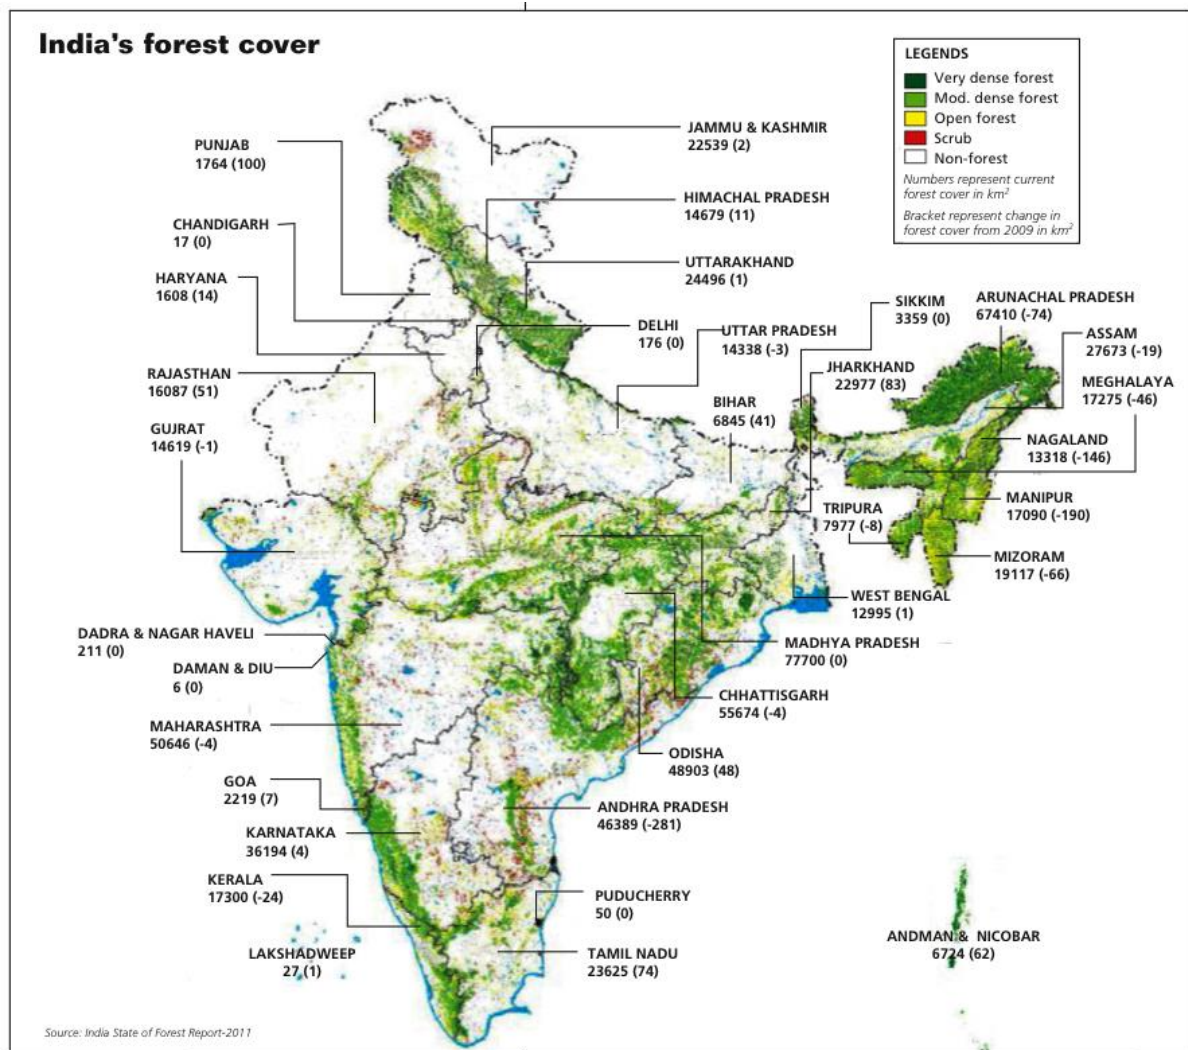 India's forest cover
LEGENDS
Very dense forest
Mod. dense forest
Open forest
Scrub
Non-forest
Numbers represent current
forest cover in km²
Bracket represent change in
forest cover from 2009 in km²
PUNJAB
1764 (100)
JAMMU & KASHMIR
22539 (2)
HIMACHAL PRADESH
14679 (11)
CHANDIGARH
17 (0)
UTTARAKHAND
24496 (1)
HARYANA
1608 (14)
SIKKIM
3359 (0)
ARUNACHAL PRADESH
67410 (-74)
DELHI
176 (0)
UTTAR PRADESH
14338 (-3)
ASSAM
27673 (-19)
RAJASTHAN
16087 (51)
JHARKHAND
22977 (83)
MEGHALAYA
17275 (-46)
BIHAR
6845 (41)
GUJRAT
14619 (-1)
NAGALAND
13318 (-146)
TRIPURA
7977 (-8)
MANIPUR
17090 (-190)
MIZORAM
19117 (-66)
WEST BENGAL
12995 (1)
DADRA & NAGAR HAVELI
211 (0)
MADHYA PRADESH
77700 (0)
DAMAN & DIU
6 (0)
CHHATTISGARH
55674 (-4)
MAHARASHTRA
50646 (-4)
ODISHA
48903 (48)
GOA
2219 (7)
ANDHRA PRADESH
46389 (-281)
KARNATAKA
36194 (4)
KERALA
17300 (-24)
PUDUCHERRY
50 (0)
LAKSHADWEEP
27 (1)
TAMIL NADU
23625 (74)
ANDMAN & NICOBAR
6724 (62)
Source: India State of Forest Report-2011